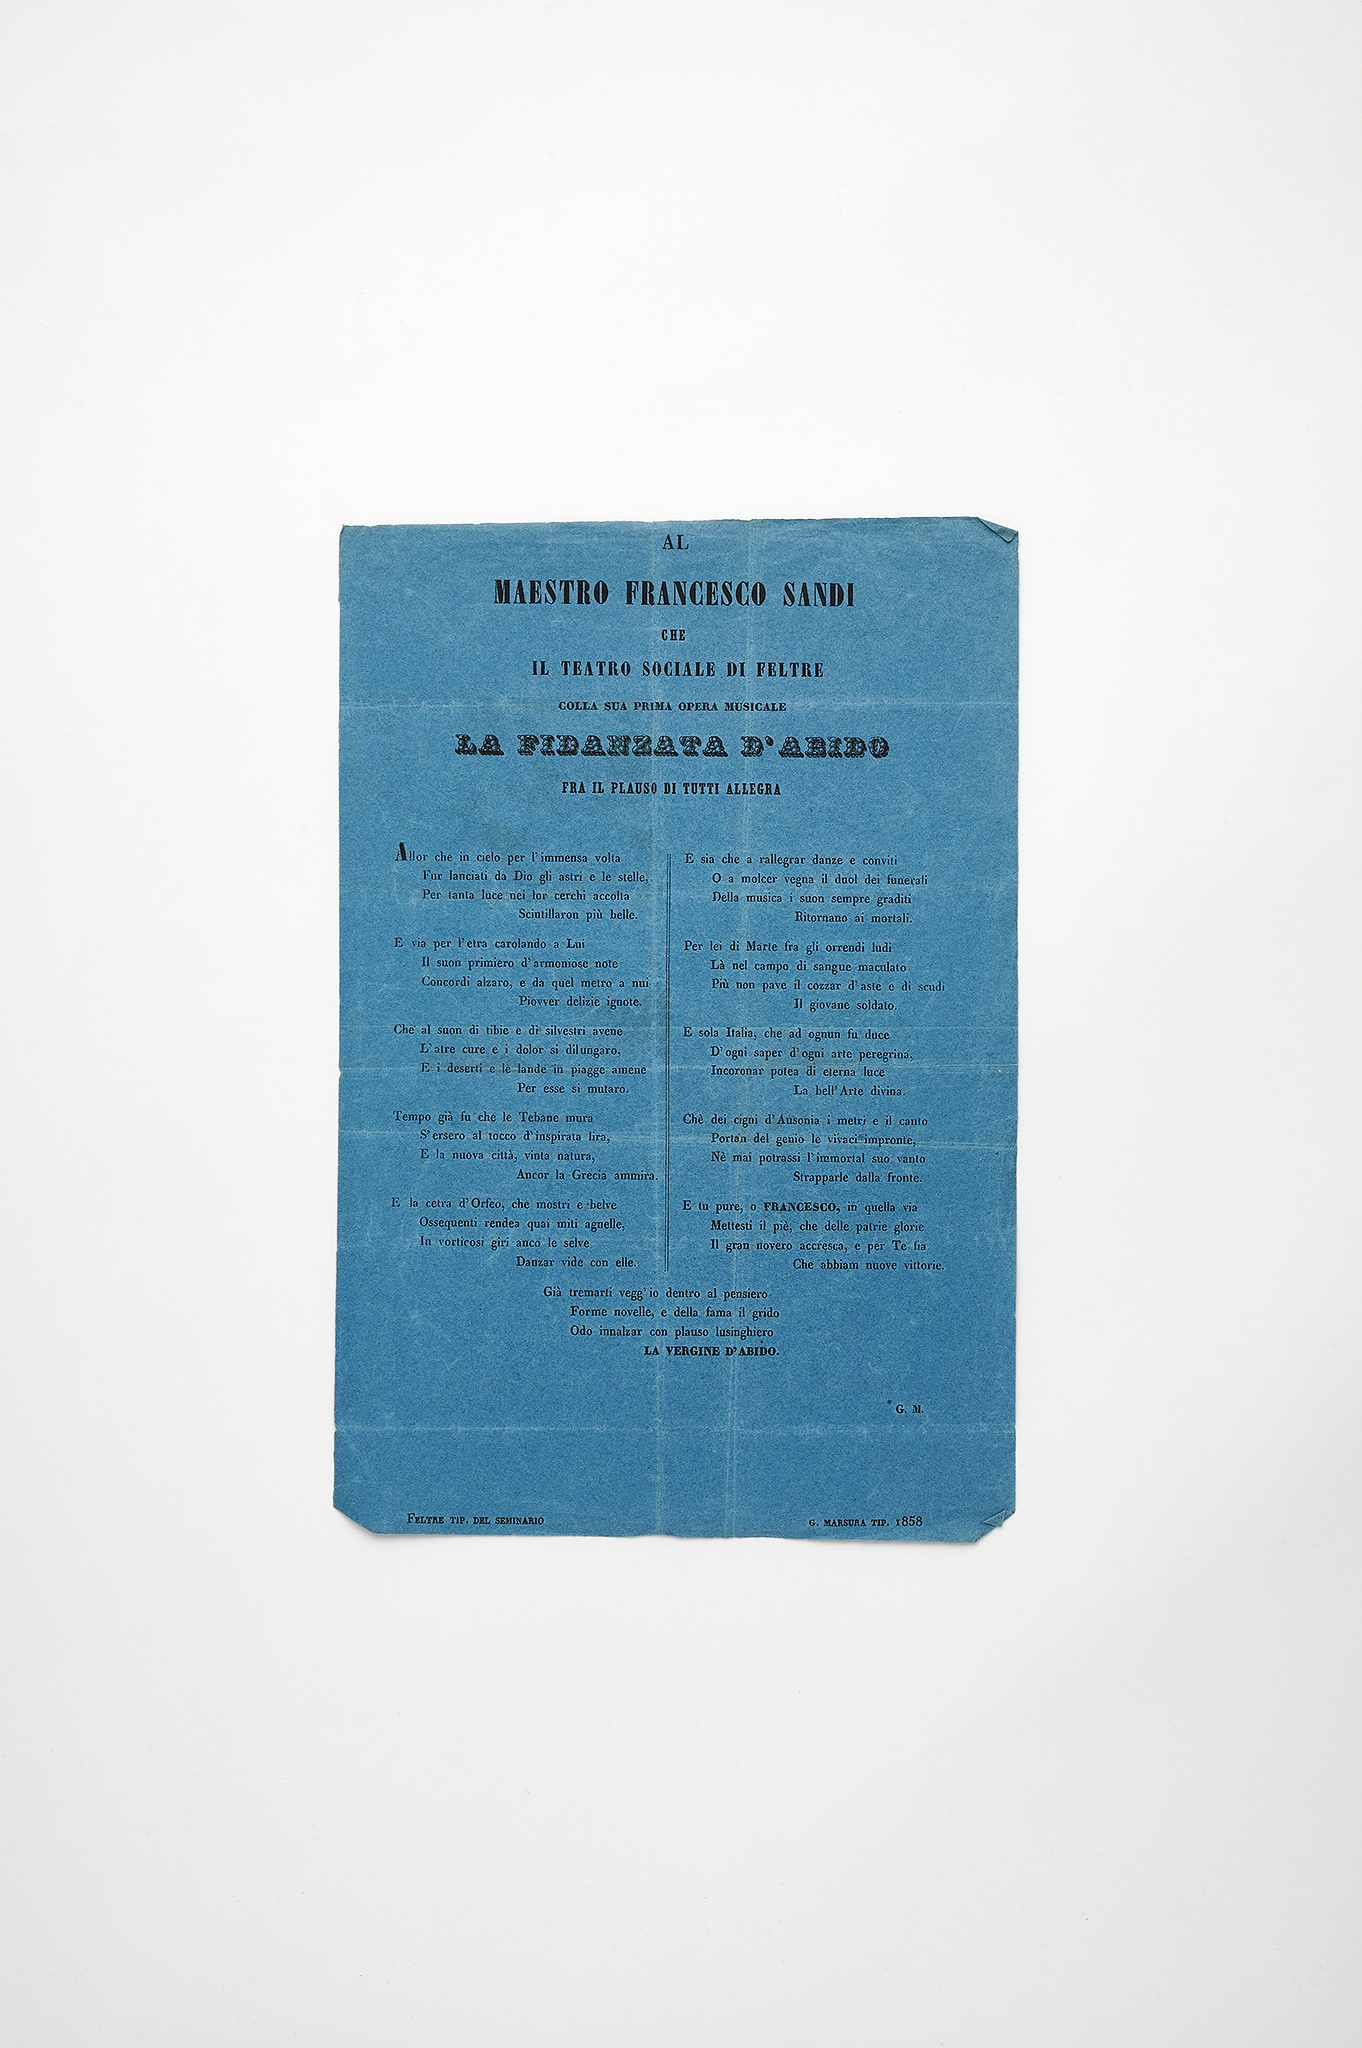 AL
MAESTRO FRANCESCO SANDI
CHE
IL TEATRO SOCIALE DI FELTRE
COLLA SUA PRIMA OPERA MUSICALE
LA FIDANZATA D'ABIDO
FRA IL PLAUSO DI TUTTI ALLEGRA
Allor che in cielo per l'immensa volta
Fur lanciati da Dio gli astri e le stelle,
Per tanta luce nei lor cerchi accolta
Scintillaron più belle.
E via per l'etra carolando a Lui
Il suon primiero d'armoniose note
Concordi alzaro, e da quel metro a nui
Piovver delizie ignote.
Che al suon di tibie e di silvestri avene
L'atre cure e i dolor si dilungaro,
E i deserti e le lande in piagge amene
Per esse si mutaro.
Tempo già fu che le Tebane mura
S'ersero al tocco d'inspirata lira,
E la nuova città, vinta natura,
Ancor la Grecia ammira.
E la cetra d'Orfeo, che mostri e belve
Ossequenti rendea quai miti agnelle,
In vorticosi giri anco le selve
Danzar vide con elle.
E sia che a rallegrar danze e conviti
O a molcer vegna il duol dei funerali
Della musica i suon sempre graditi
Ritornano ai mortali.
Per lei di Marte fra gli orrendi ludi
Là nel campo di sangue maculato
Più non pave il cozzar d'aste e di scudi
Il giovane soldato.
E sola Italia, che ad ognun fu duce
D'ogni saper d'ogni arte peregrina,
Incoronar potea di eterna luce
La bell'Arte divina.
Chè dei cigni d'Ausonia i metri e il canto
Portan del genio le vivaci impronte,
Nè mai potrassi l'immortal suo vanto
Strapparle dalla fronte.
E tu pure, o FRANCESCO, in quella via
Mettesti il piè, che delle patrie glorie
Il gran novero accresca, e per Te fia
Che abbiam nuove vittorie.
Già tremarti vegg'io dentro al pensiero
Forme novelle, e della fama il grido
Odo innalzar con plauso lusinghiero
LA VERGINE D'ABIDO.
G. M.
FELTRE TIP. DEL SEMINARIO
G. MARSURA TIP. 1858